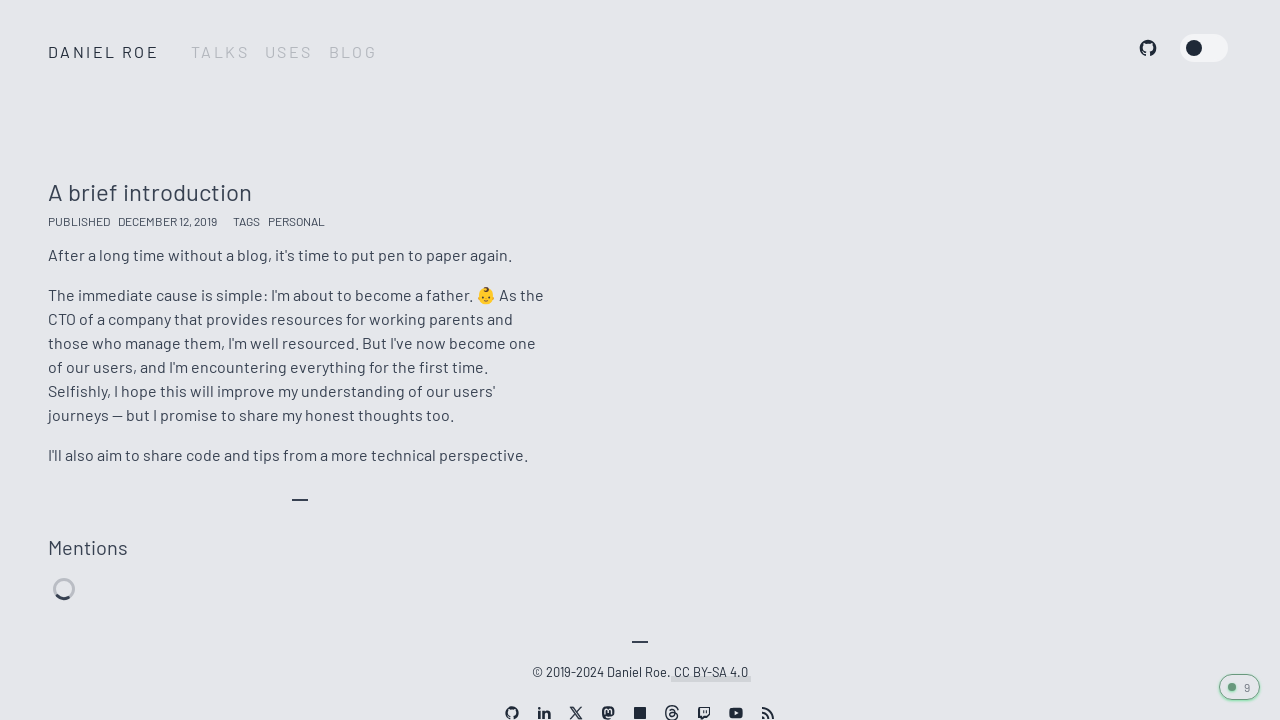 DANIEL ROE TALKS USES BLOG
A brief introduction
PUBLISHED DECEMBER 12, 2019 TAGS PERSONAL
After a long time without a blog, it's time to put pen to paper again.
The immediate cause is simple: I'm about to become a father. 👶 As the
CTO of a company that provides resources for working parents and
those who manage them, I'm well resourced. But I've now become one
of our users, and I'm encountering everything for the first time.
Selfishly, I hope this will improve my understanding of our users'
journeys — but I promise to share my honest thoughts too.
I'll also aim to share code and tips from a more technical perspective.
Mentions
© 2019-2024 Daniel Roe. CC BY-SA 4.0
9